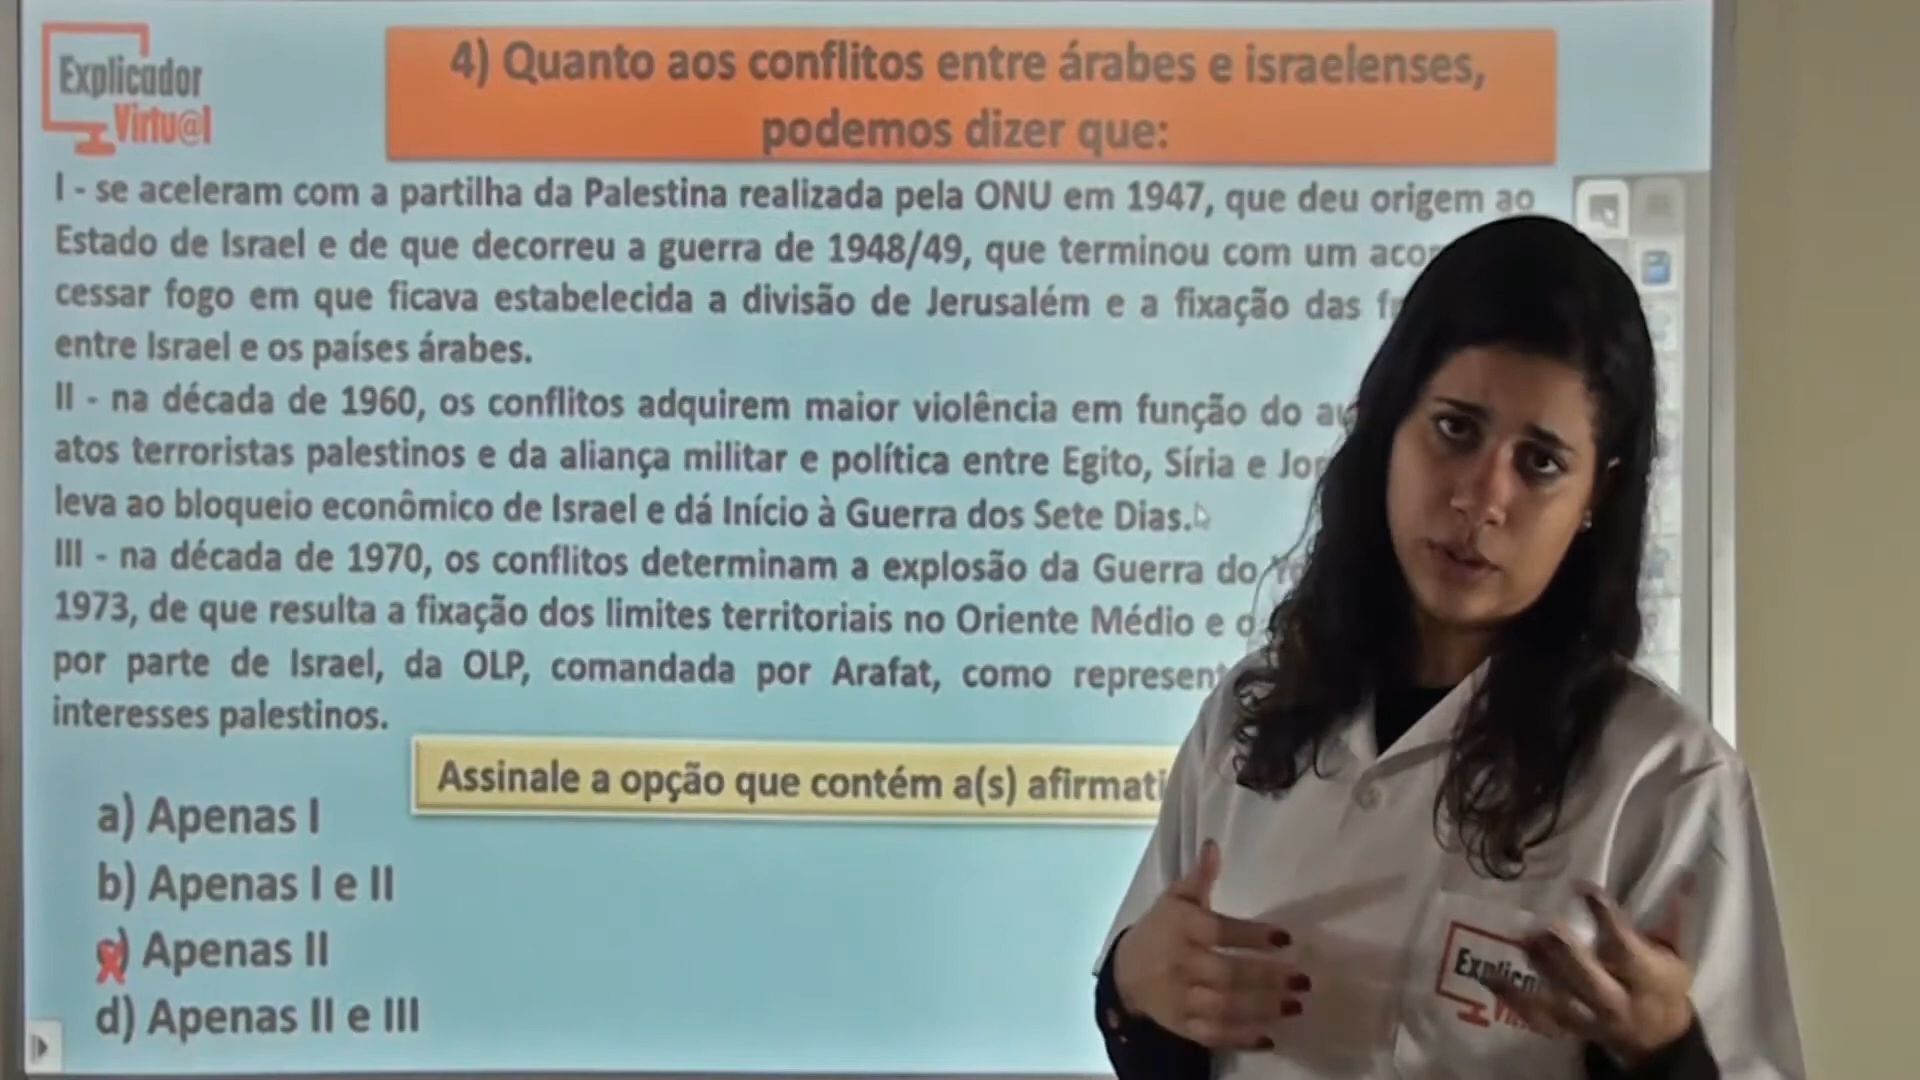 Explicador
Virtu@l
4) Quanto aos conflitos entre árabes e israelenses,
podemos dizer que:
I - se aceleram com a partilha da Palestina realizada pela ONU em 1947, que deu origem ao
Estado de Israel e de que decorreu a guerra de 1948/49, que terminou com um
cessar fogo em que ficava estabelecida a divisão de Jerusalém e a fixação das
entre Israel e os países árabes.
II - na década de 1960, os conflitos adquirem maior violência em função do
atos terroristas palestinos e da aliança militar e política entre Egito, Síria e
leva ao bloqueio econômico de Israel e dá Início à Guerra dos Sete Dias.
III - na década de 1970, os conflitos determinam a explosão da Guerra do
1973, de que resulta a fixação dos limites territoriais no Oriente Médio e o
por parte de Israel, da OLP, comandada por Arafat, como
interesses palestinos.
Assinale a opção que contém a(s)
a) Apenas I
b) Apenas I e II
c) Apenas II
d) Apenas II e III